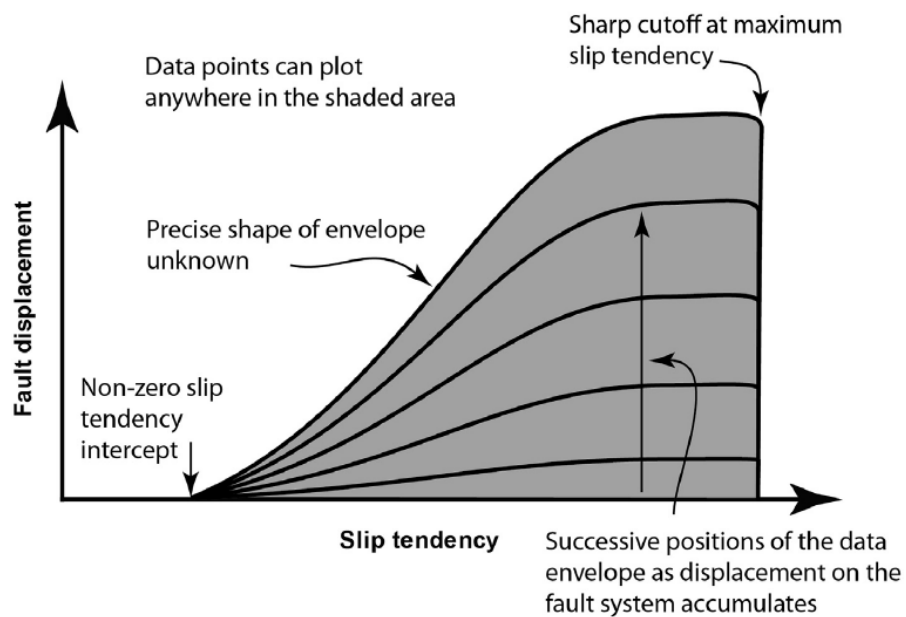 Sharp cutoff at maximum
slip tendency
Data points can plot
anywhere in the shaded area
Precise shape of envelope
unknown
Fault displacement
Non-zero slip
tendency
intercept
Slip tendency
Successive positions of the data
envelope as displacement on the
fault system accumulates